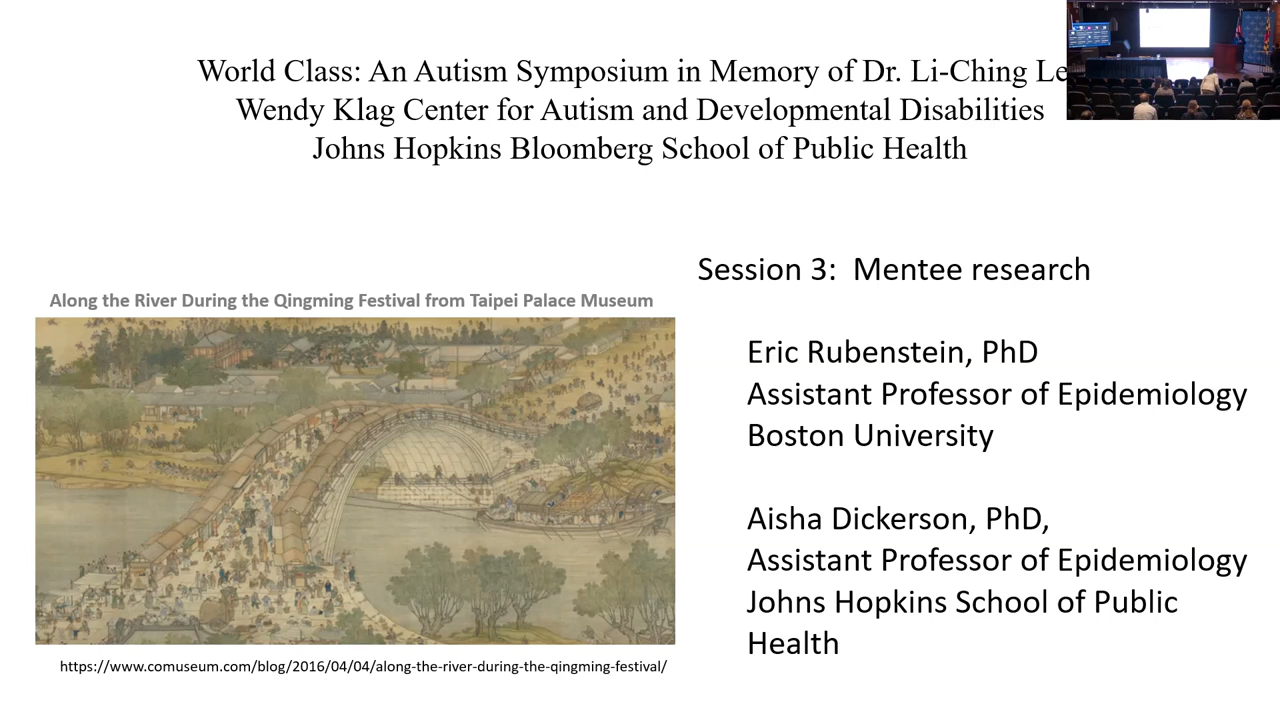 World Class: An Autism Symposium in Memory of Dr. Li-Ching
Wendy Klag Center for Autism and Developmental Disabilities
Johns Hopkins Bloomberg School of Public Health
Along the River During the Qingming Festival from Taipei Palace Museum
https://www.comuseum.com/blog/2016/04/04/along-the-river-during-the-qingming-festival/
Session 3: Mentee research
Eric Rubenstein, PhD
Assistant Professor of Epidemiology
Boston University
Aisha Dickerson, PhD,
Assistant Professor of Epidemiology
Johns Hopkins School of Public
Health